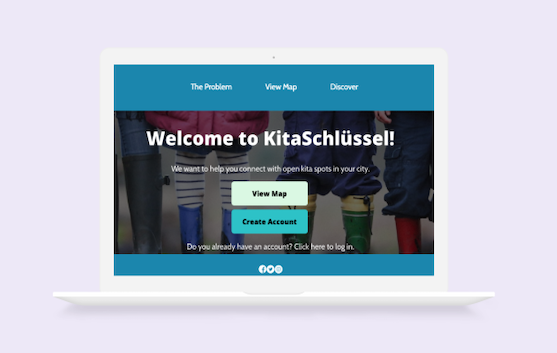 The Problem View Map Discover
Welcome to KitaSchlüssel!
We want to help you connect with open kita spots in your city.
View Map
Create Account
Do you already have an account? Click here to log in.